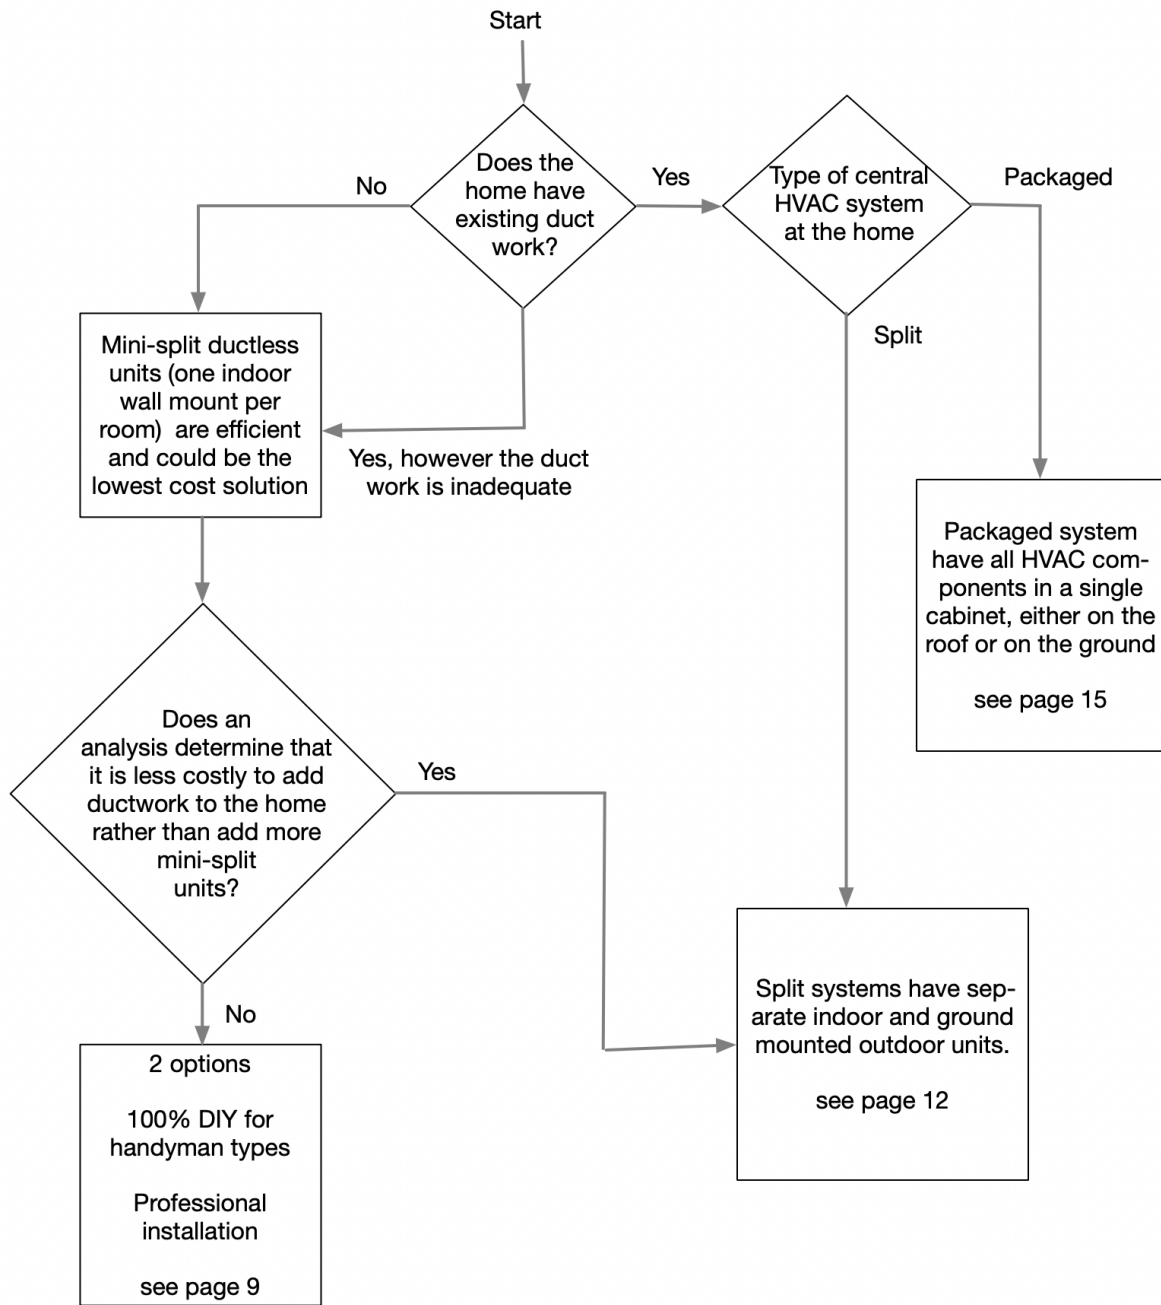 Start
Does the
home have
existing duct
work?
No
Yes
Type of central
HVAC system
at the home
Packaged
Split
Mini-split ductless
units (one indoor
wall mount per
room)  are efficient
and could be the
lowest cost solution
Yes, however the duct
work is inadequate
Packaged system
have all HVAC com-
ponents in a single
cabinet, either on the
roof or on the ground
see page 15
Does an
analysis determine that
it is less costly to add
ductwork to the home
rather than add more
mini-split
units?
Yes
No
Split systems have sep-
arate indoor and ground
mounted outdoor units.
see page 12
2 options
100% DIY for
handyman types
Professional
installation
see page 9